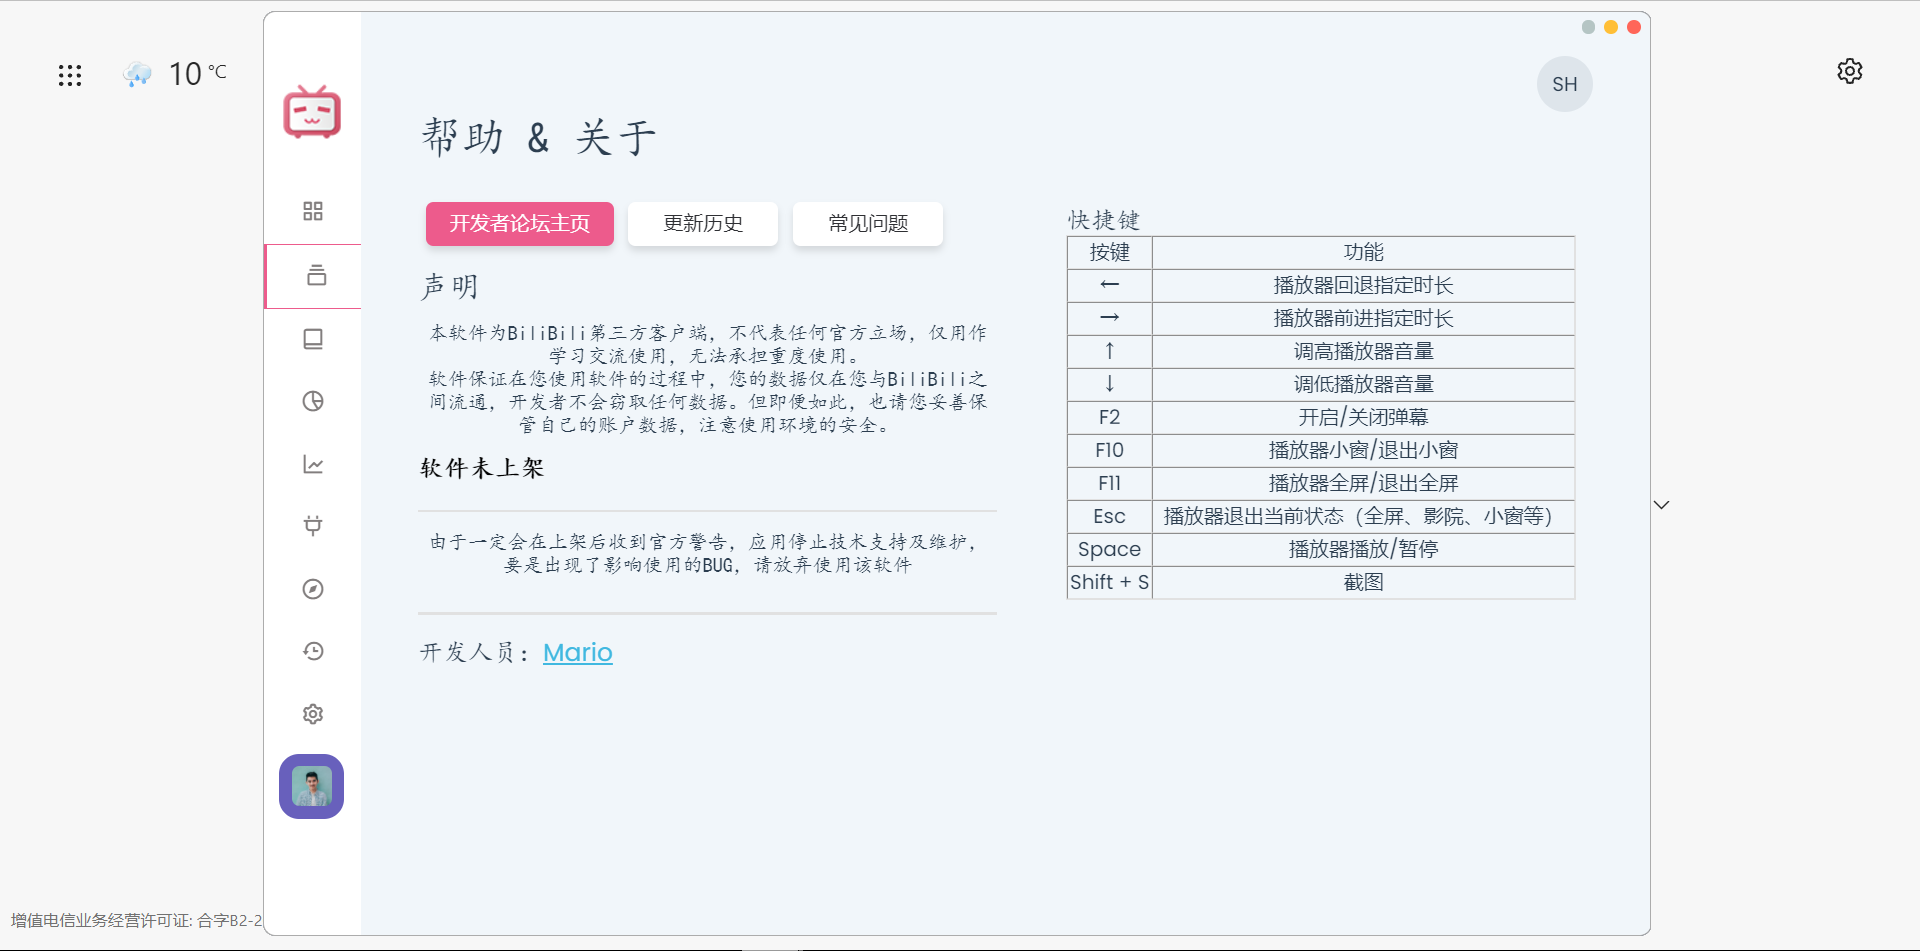 10 °C
SH
帮助 & 关于
开发者论坛主页
更新历史
常见问题
声明
本软件为BiliBili第三方客户端，不代表任何官方立场，仅用作
学习交流使用，无法承担重度使用。
软件保证在您使用软件的过程中，您的数据仅在您与BiliBili之
间流通，开发者不会窃取任何数据。但即便如此，也请您妥善保
管自己的账户数据，注意使用环境的安全。
软件未上架
由于一定会在上架后收到官方警告，应用停止技术支持及维护，
要是出现了影响使用的BUG，请放弃使用该软件
开发人员：Mario
快捷键
按键 功能
← 播放器回退指定时长
→ 播放器前进指定时长
↑ 调高播放器音量
↓ 调低播放器音量
F2 开启/关闭弹幕
F10 播放器小窗/退出小窗
F11 播放器全屏/退出全屏
Esc 播放器退出当前状态（全屏、影院、小窗等）
Space 播放器播放/暂停
Shift + S 截图
增值电信业务经营许可证: 合字B2-2